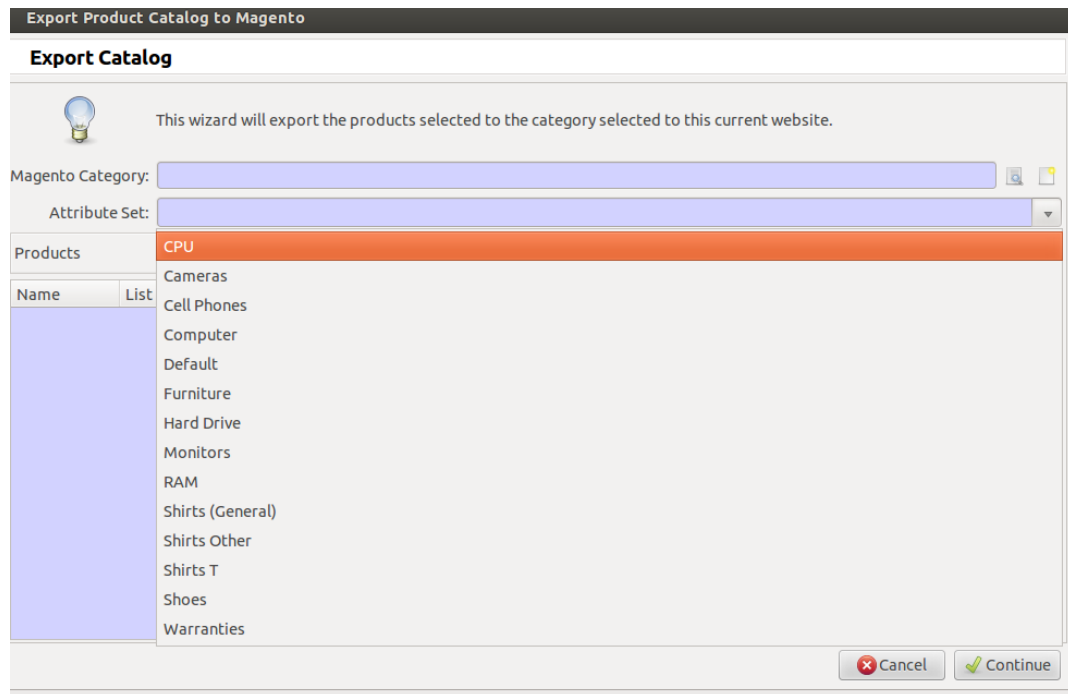 Export Product Catalog to Magento
Export Catalog
This wizard will export the products selected to the category selected to this current website.
Magento Category:
Attribute Set:
Products
Name List
CPU
Cameras
Cell Phones
Computer
Default
Furniture
Hard Drive
Monitors
RAM
Shirts (General)
Shirts Other
Shirts T
Shoes
Warranties
Cancel Continue